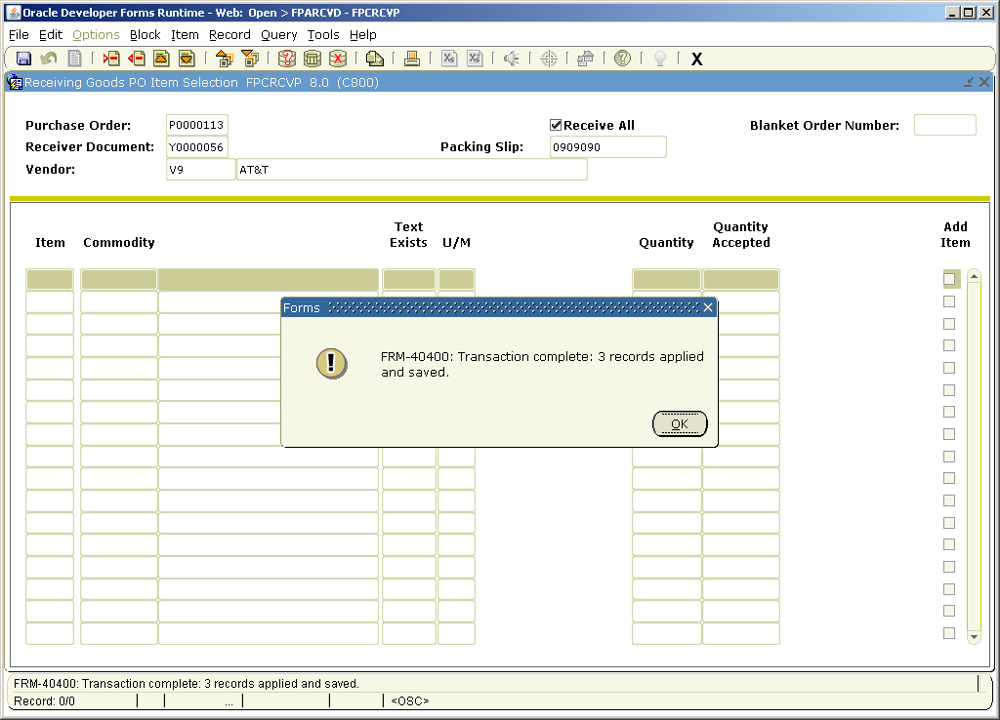 Oracle Developer Forms Runtime - Web: Open > FPARCVD - FPCRCVP
File Edit Options Block Item Record Query Tools Help
X
Receiving Goods PO Item Selection FPCRCVP 8.0 (C800)
Purchase Order: P0000113 Receive All Blanket Order Number:
Receiver Document: Y0000056 Packing Slip: 0909090
Vendor: V9 AT&T
Text Quantity Add
Item Commodity Exists U/M Quantity Accepted Item
Forms
FRM-40400: Transaction complete: 3 records applied
and saved.
OK
FRM-40400: Transaction complete: 3 records applied and saved.
Record: 0/0 ... <OSC>